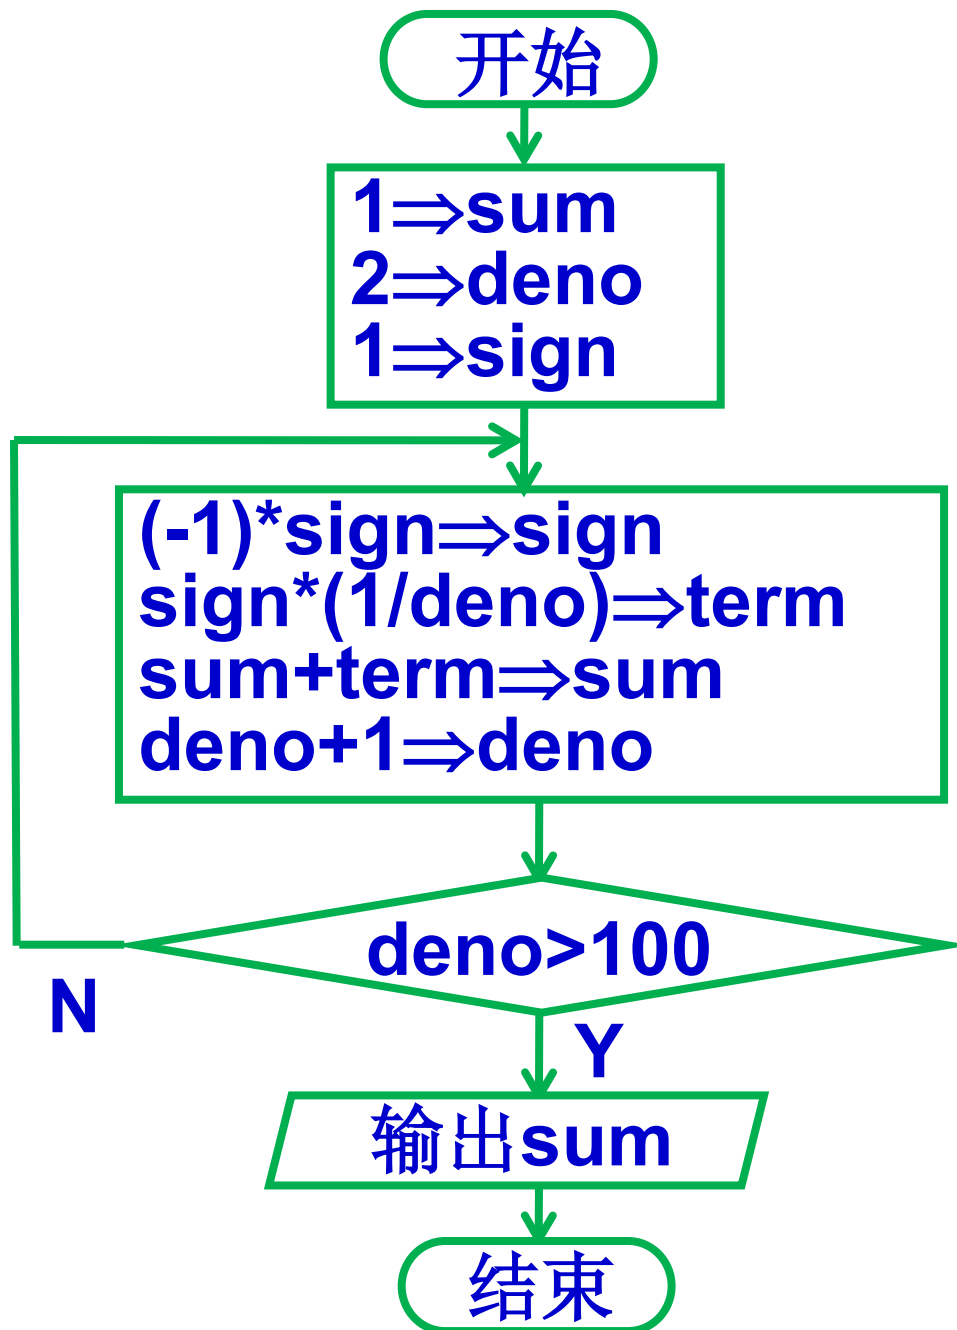 开始
1⇒sum
2⇒deno
1⇒sign
(-1)*sign⇒sign
sign*(1/deno)⇒term
sum+term⇒sum
deno+1⇒deno
deno>100
N
Y
输出sum
结束